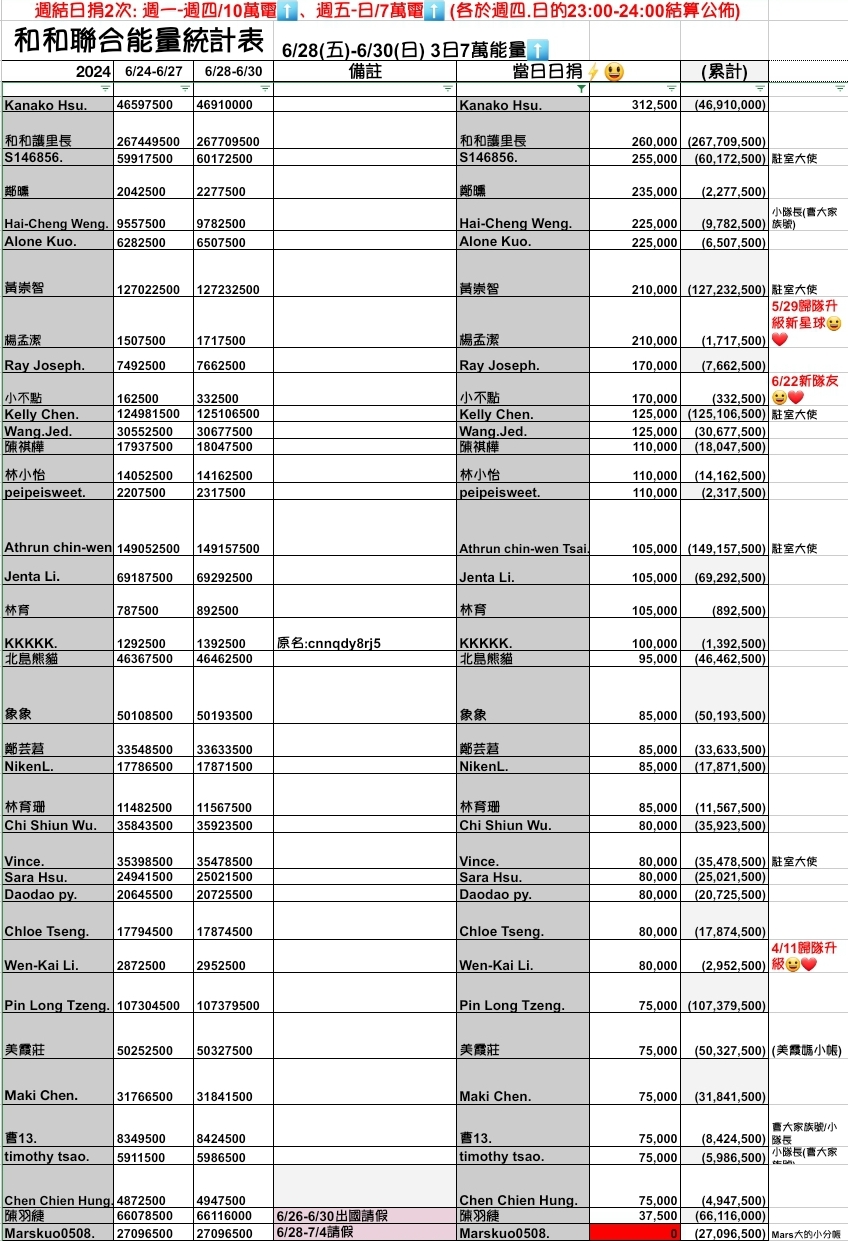 週結日捐2次: 週一-週四/10萬電⬆️、週五-日/7萬電⬆️ (各於週四.日的23:00-24:00結算公佈)
和和聯合能量統計表 6/28(五)-6/30(日) 3日7萬能量⬆️
2024 6/24-6/27 6/28-6/30 備註 當日日捐⚡😃 (累計)
Kanako Hsu. 46597500 46910000 Kanako Hsu. 312,500 (46,910,000)
和和護里長 267449500 267709500 和和護里長 260,000 (267,709,500)
S146856. 59917500 60172500 S146856. 255,000 (60,172,500) 駐室大使
鄭曛 2042500 2277500 鄭曛 235,000 (2,277,500)
Hai-Cheng Weng. 9557500 9782500 Hai-Cheng Weng. 225,000 (9,782,500) 小隊長(曹大家
族號)
Alone Kuo. 6282500 6507500 Alone Kuo. 225,000 (6,507,500)
黃崇智 127022500 127232500 黃崇智 210,000 (127,232,500) 駐室大使
楊孟潔 1507500 1717500 楊孟潔 210,000 (1,717,500) 5/29歸隊升
級新星球😃
❤️
Ray Joseph. 7492500 7662500 Ray Joseph. 170,000 (7,662,500)
小不點 162500 332500 小不點 170,000 (332,500) 6/22新隊友
😃❤️
Kelly Chen. 124981500 125106500 Kelly Chen. 125,000 (125,106,500) 駐室大使
Wang.Jed. 30552500 30677500 Wang.Jed. 125,000 (30,677,500)
陳祺樺 17937500 18047500 陳祺樺 110,000 (18,047,500)
林小怡 14052500 14162500 林小怡 110,000 (14,162,500)
peipeisweet. 2207500 2317500 peipeisweet. 110,000 (2,317,500)
Athrun chin-wen 149052500 149157500 Athrun chin-wen Tsai. 105,000 (149,157,500) 駐室大使
Jenta Li. 69187500 69292500 Jenta Li. 105,000 (69,292,500)
林育 787500 892500 林育 105,000 (892,500)
KKKKK. 1292500 1392500 原名:cnnqdy8rj5 KKKKK. 100,000 (1,392,500)
北島熊貓 46367500 46462500 北島熊貓 95,000 (46,462,500)
象象 50108500 50193500 象象 85,000 (50,193,500)
鄭芸 33548500 33633500 鄭芸 85,000 (33,633,500)
NikenL. 17786500 17871500 NikenL. 85,000 (17,871,500)
林育珊 11482500 11567500 林育珊 85,000 (11,567,500)
Chi Shiun Wu. 35843500 35923500 Chi Shiun Wu. 80,000 (35,923,500)
Vince. 35398500 35478500 Vince. 80,000 (35,478,500) 駐室大使
Sara Hsu. 24941500 25021500 Sara Hsu. 80,000 (25,021,500)
Daodao py. 20645500 20725500 Daodao py. 80,000 (20,725,500)
Chloe Tseng. 17794500 17874500 Chloe Tseng. 80,000 (17,874,500)
Wen-Kai Li. 2872500 2952500 Wen-Kai Li. 80,000 (2,952,500) 4/11歸隊升
級😃❤️
Pin Long Tzeng. 107304500 107379500 Pin Long Tzeng. 75,000 (107,379,500)
美霞莊 50252500 50327500 美霞莊 75,000 (50,327,500) (美霞媽小帳)
Maki Chen. 31766500 31841500 Maki Chen. 75,000 (31,841,500)
曹13. 8349500 8424500 曹13. 75,000 (8,424,500) 曹大家族號/小
隊長
timothy tsao. 5911500 5986500 timothy tsao. 75,000 (5,986,500) 小隊長(曹大家
族號)
Chen Chien Hung. 4872500 4947500 Chen Chien Hung. 75,000 (4,947,500)
陳羽緁 66078500 66116000 6/26-6/30出國請假 陳羽緁 37,500 (66,116,000)
Marskuo0508. 27096500 27096500 6/28-7/4請假 Marskuo0508. 0 (27,096,500) Mars大的小分帳